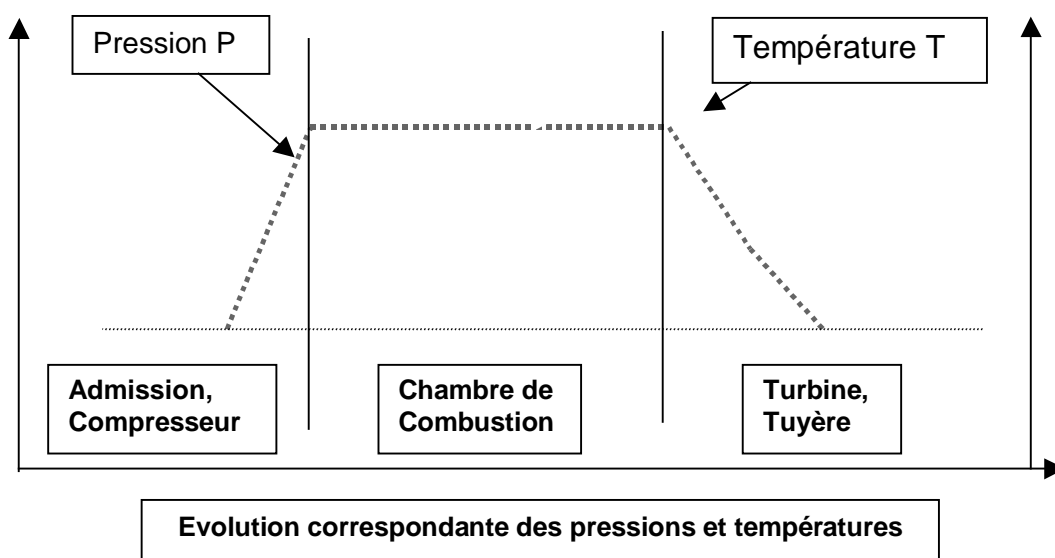 Pression P
Température T
Admission,
Compresseur
Chambre de
Combustion
Turbine,
Tuyère
Evolution correspondante des pressions et températures